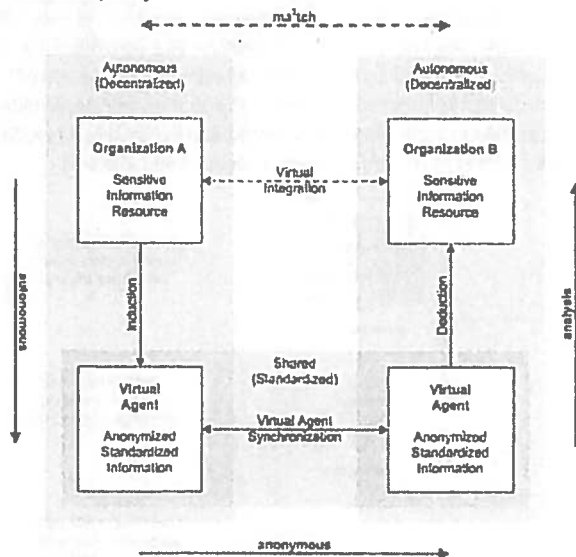 ma³tch
Autonomous
(Decentralized)
Autonomous
(Decentralized)
Organization A
Sensitive
Information
Resource
Virtual
Integration
Organization B
Sensitive
Information
Resource
autonomous
Induction
Deduction
analysis
Shared
(Standardized)
Virtual
Agent
Anonymized
Standardized
Information
Virtual Agent
Synchronization
Virtual
Agent
Anonymized
Standardized
Information
anonymous